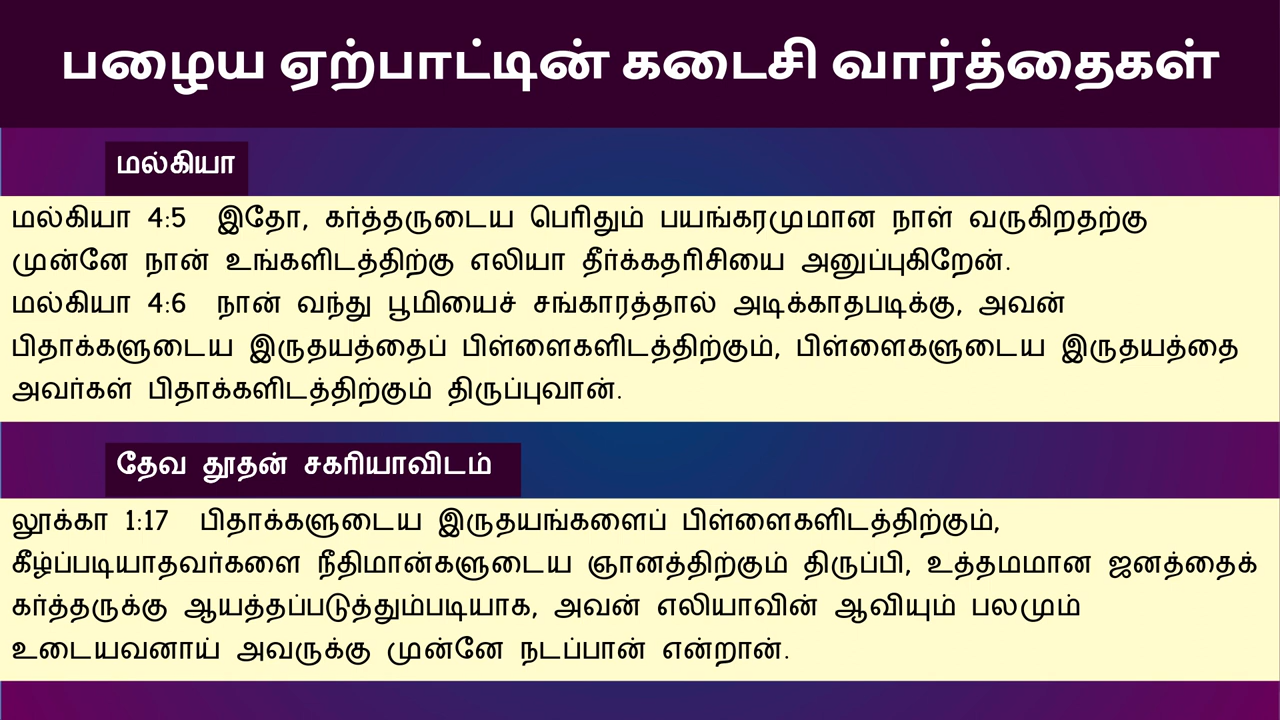 பழைய ஏற்பாட்டின் கடைசி வார்த்தைகள்
மல்கியா
மல்கியா 4:5 இதோ, கர்த்தருடைய பெரிதும் பயங்கரமுமான நாள் வருகிறதற்கு
முன்னே நான் உங்களிடத்திற்கு எலியா தீர்க்கதரிசியை அனுப்புகிறேன்.
மல்கியா 4:6 நான் வந்து பூமியைச் சங்காரத்தால் அடிக்காதபடிக்கு, அவன்
பிதாக்களுடைய இருதயத்தைப் பிள்ளைகளிடத்திற்கும், பிள்ளைகளுடைய இருதயத்தை
அவர்கள் பிதாக்களிடத்திற்கும் திருப்புவான்.
தேவ தூதன் சகரியாவிடம்
லூக்கா 1:17 பிதாக்களுடைய இருதயங்களைப் பிள்ளைகளிடத்திற்கும்,
கீழ்ப்படியாதவர்களை நீதிமான்களுடைய ஞானத்திற்கும் திருப்பி, உத்தமமான ஜனத்தைக்
கர்த்தருக்கு ஆயத்தப்படுத்தும்படியாக, அவன் எலியாவின் ஆவியும் பலமும்
உடையவனாய் அவருக்கு முன்னே நடப்பான் என்றான்.